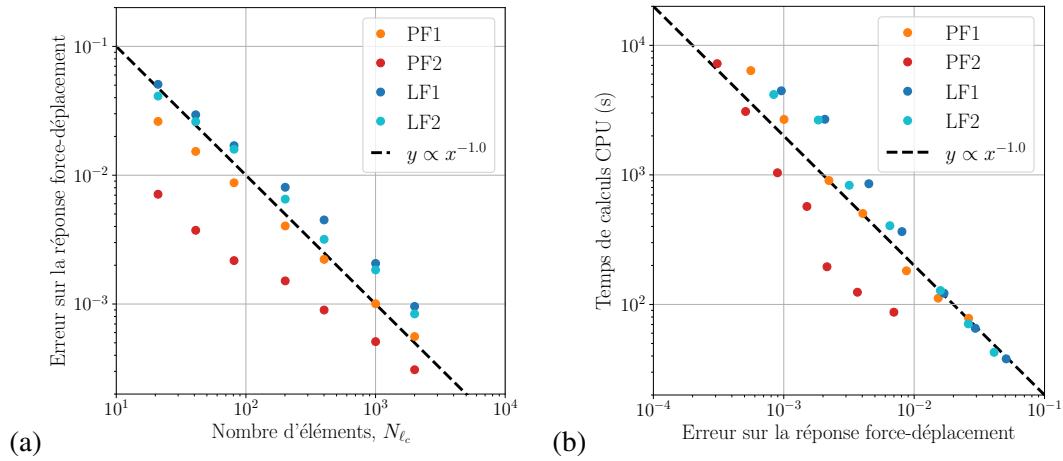 10^{-1}
10^{-2}
10^{-3}
Erreur sur la réponse force-déplacement
10^1
10^2
10^3
10^4
Nombre d'éléments, N_{ℓ_c}
PF1
PF2
LF1
LF2
y ∝ x^{-1.0}
(a)
10^4
10^3
10^2
Temps de calculs CPU (s)
10^{-4}
10^{-3}
10^{-2}
10^{-1}
Erreur sur la réponse force-déplacement
PF1
PF2
LF1
LF2
y ∝ x^{-1.0}
(b)